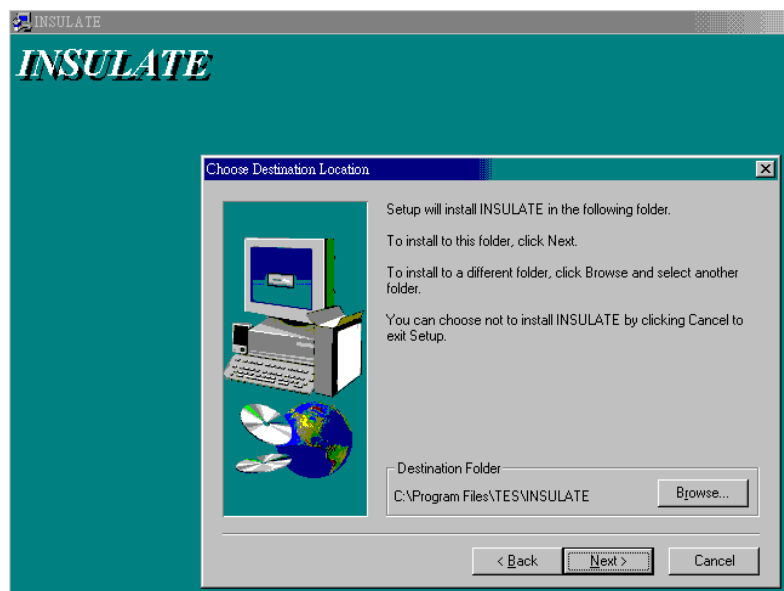 INSULATE
INSULATE
Choose Destination Location
Setup will install INSULATE in the following folder.
To install to this folder, click Next.
To install to a different folder, click Browse and select another
folder.
You can choose not to install INSULATE by clicking Cancel to
exit Setup.
Destination Folder
C:\Program Files\TES\INSULATE
Browse...
< Back
Next >
Cancel